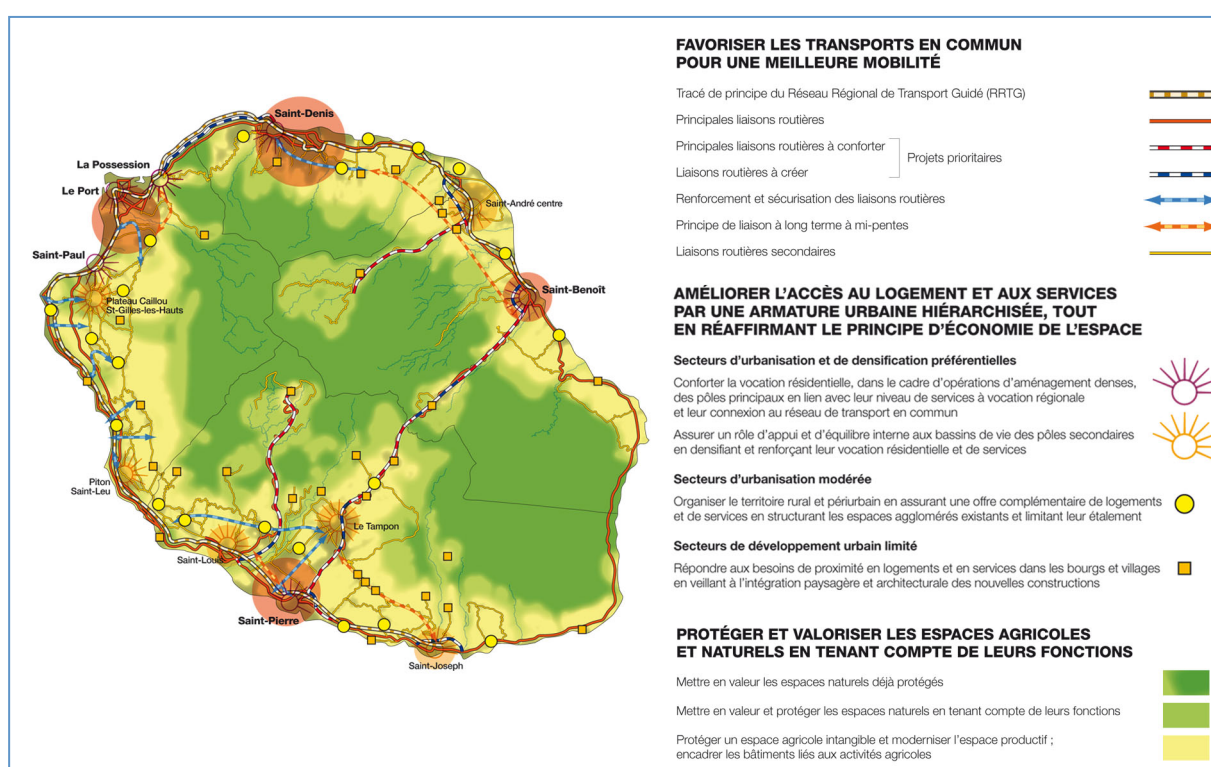 Saint-Denis
La Possession
Le Port
Saint-André centre
Saint-Paul
Saint-Benoît
Plateau Caillou
St-Gilles-les-Hauts
Piton
Saint-Leu
Le Tampon
Saint-Louis
Saint-Pierre
Saint-Joseph
FAVORISER LES TRANSPORTS EN COMMUN
POUR UNE MEILLEURE MOBILITÉ
Tracé de principe du Réseau Régional de Transport Guidé (RRTG)
Principales liaisons routières
Principales liaisons routières à conforter
Projets prioritaires
Liaisons routières à créer
Renforcement et sécurisation des liaisons routières
Principe de liaison à long terme à mi-pentes
Liaisons routières secondaires
AMÉLIORER L'ACCÈS AU LOGEMENT ET AUX SERVICES
PAR UNE ARMATURE URBAINE HIÉRARCHISÉE, TOUT
EN RÉAFFIRMANT LE PRINCIPE D'ÉCONOMIE DE L'ESPACE
Secteurs d'urbanisation et de densification préférentielles
Conforter la vocation résidentielle, dans le cadre d'opérations d'aménagement denses,
des pôles principaux en lien avec leur niveau de services à vocation régionale
et leur connexion au réseau de transport en commun
Assurer un rôle d'appui et d'équilibre interne aux bassins de vie des pôles secondaires
en densifiant et renforçant leur vocation résidentielle et de services
Secteurs d'urbanisation modérée
Organiser le territoire rural et périurbain en assurant une offre complémentaire de logements
et de services en structurant les espaces agglomérés existants et limitant leur étalement
Secteurs de développement urbain limité
Répondre aux besoins de proximité en logements et en services dans les bourgs et villages
en veillant à l'intégration paysagère et architecturale des nouvelles constructions
PROTÉGER ET VALORISER LES ESPACES AGRICOLES
ET NATURELS EN TENANT COMPTE DE LEURS FONCTIONS
Mettre en valeur les espaces naturels déjà protégés
Mettre en valeur et protéger les espaces naturels en tenant compte de leurs fonctions
Protéger un espace agricole intangible et moderniser l'espace productif ;
encadrer les bâtiments liés aux activités agricoles